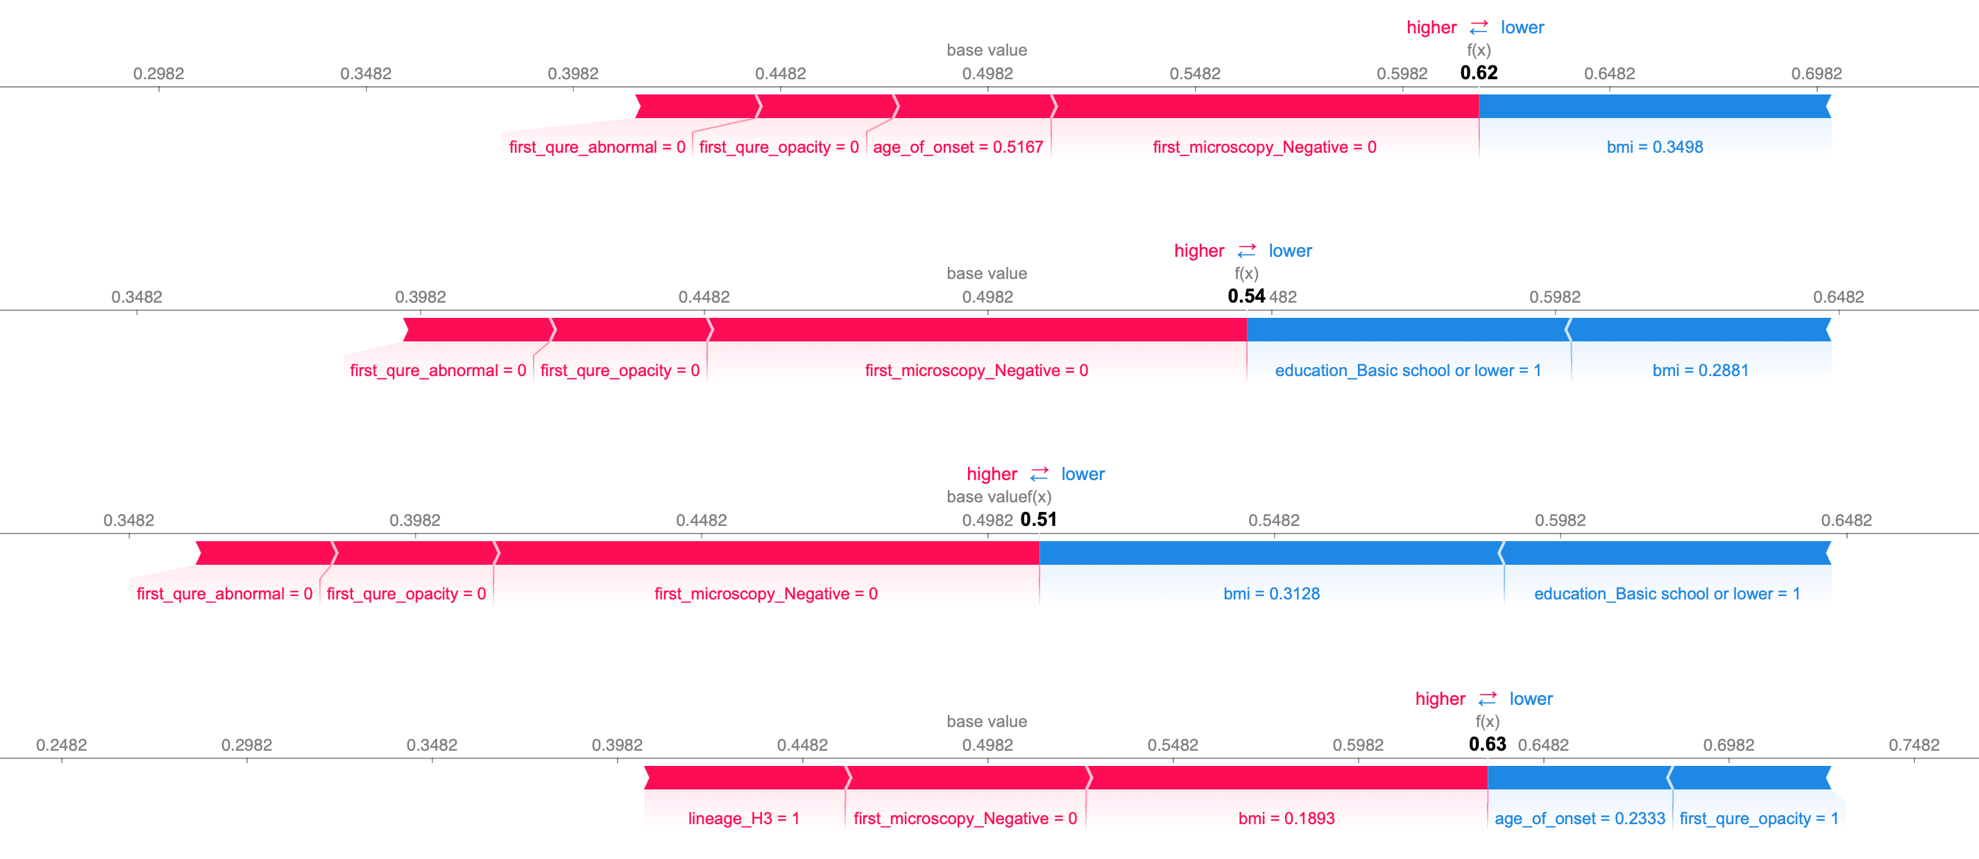 higher ⇄ lower
base value f(x)
0.2982 0.3482 0.3982 0.4482 0.4982 0.5482 0.5982 0.62 0.6482 0.6982
first_qure_abnormal = 0 first_qure_opacity = 0 age_of_onset = 0.5167 first_microscopy_Negative = 0 bmi = 0.3498
higher ⇄ lower
base value f(x)
0.3482 0.3982 0.4482 0.4982 0.54 482 0.5982 0.6482
first_qure_abnormal = 0 first_qure_opacity = 0 first_microscopy_Negative = 0 education_Basic school or lower = 1 bmi = 0.2881
higher ⇄ lower
base valuef(x)
0.3482 0.3982 0.4482 0.4982 0.51 0.5482 0.5982 0.6482
first_qure_abnormal = 0 first_qure_opacity = 0 first_microscopy_Negative = 0 bmi = 0.3128 education_Basic school or lower = 1
higher ⇄ lower
base value f(x)
0.2482 0.2982 0.3482 0.3982 0.4482 0.4982 0.5482 0.5982 0.63 0.6482 0.6982 0.7482
lineage_H3 = 1 first_microscopy_Negative = 0 bmi = 0.1893 age_of_onset = 0.2333 first_qure_opacity = 1